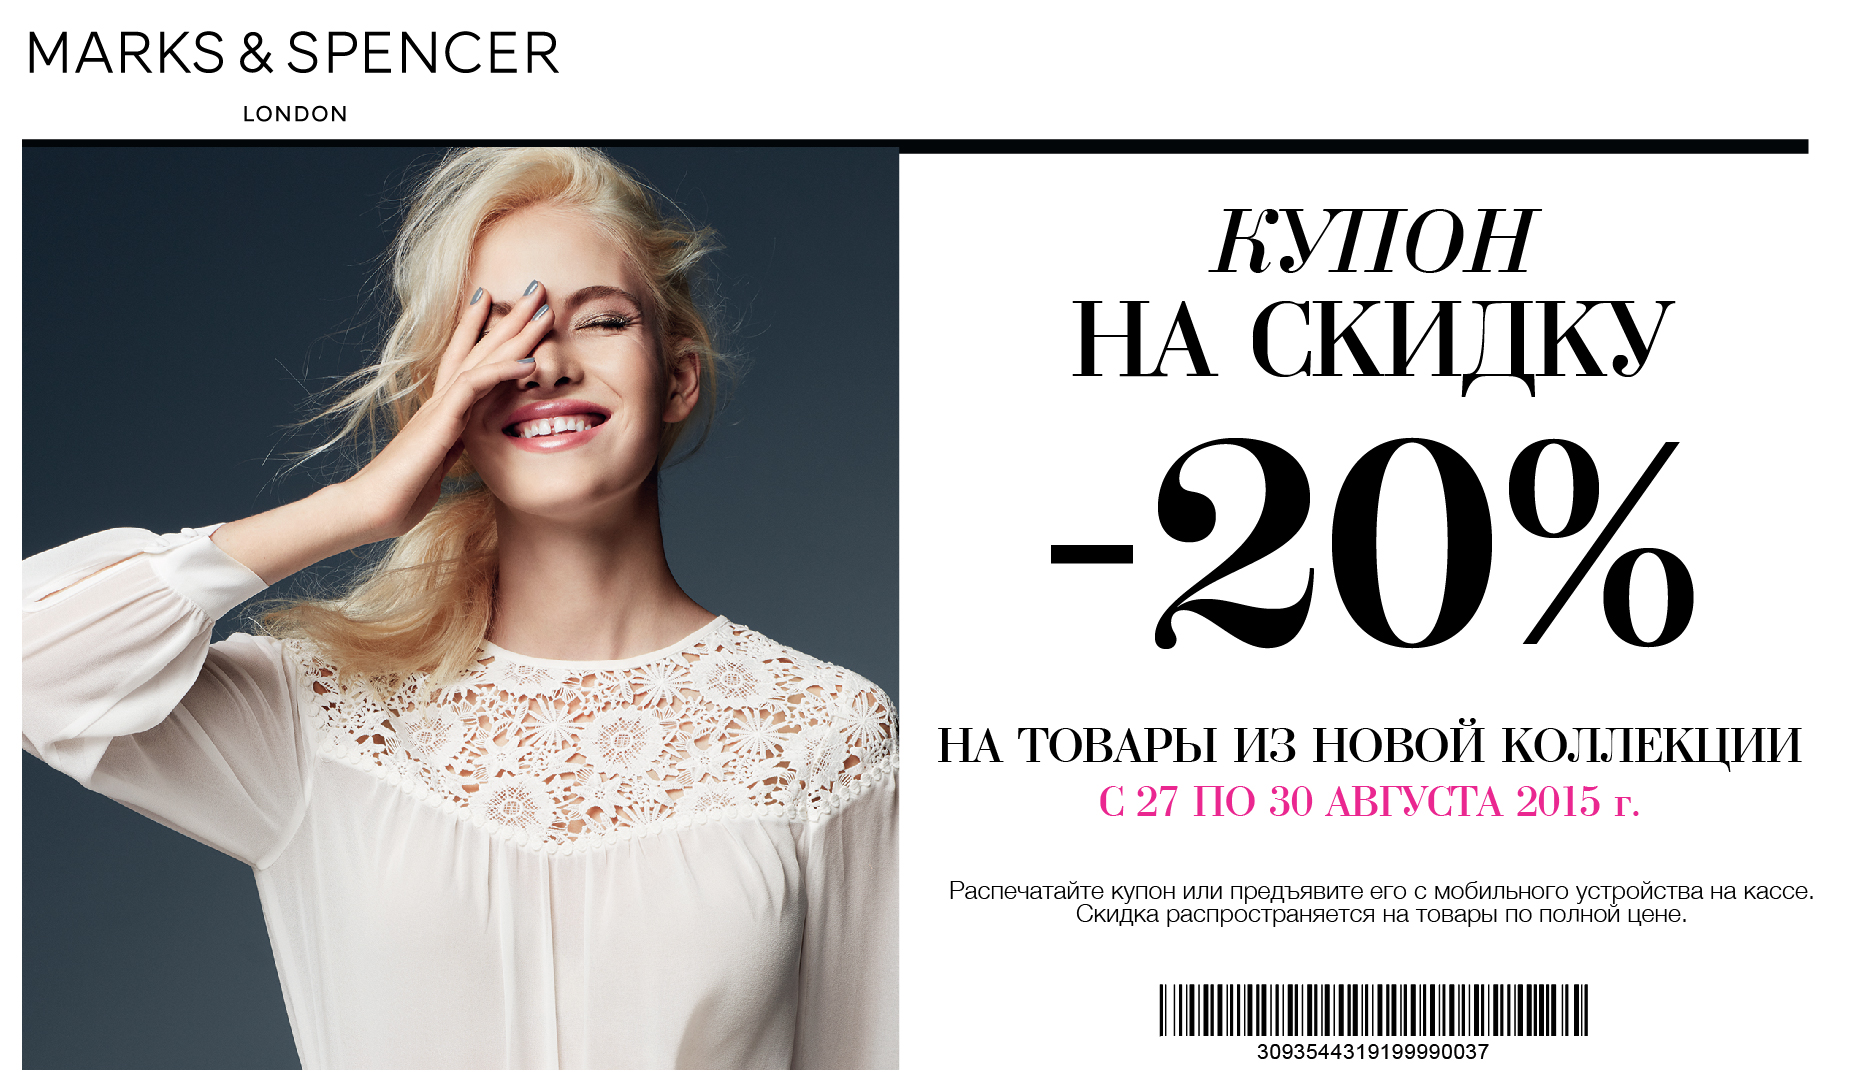 MARKS & SPENCER
LONDON
КУПОН
НА СКИДКУ
-20%
НА ТОВАРЫ ИЗ НОВОЙ КОЛЛЕКЦИИ
С 27 ПО 30 АВГУСТА 2015 г.
Распечатайте купон или предъявите его с мобильного устройства на кассе.
Скидка распространяется на товары по полной цене.
3093544319199990037